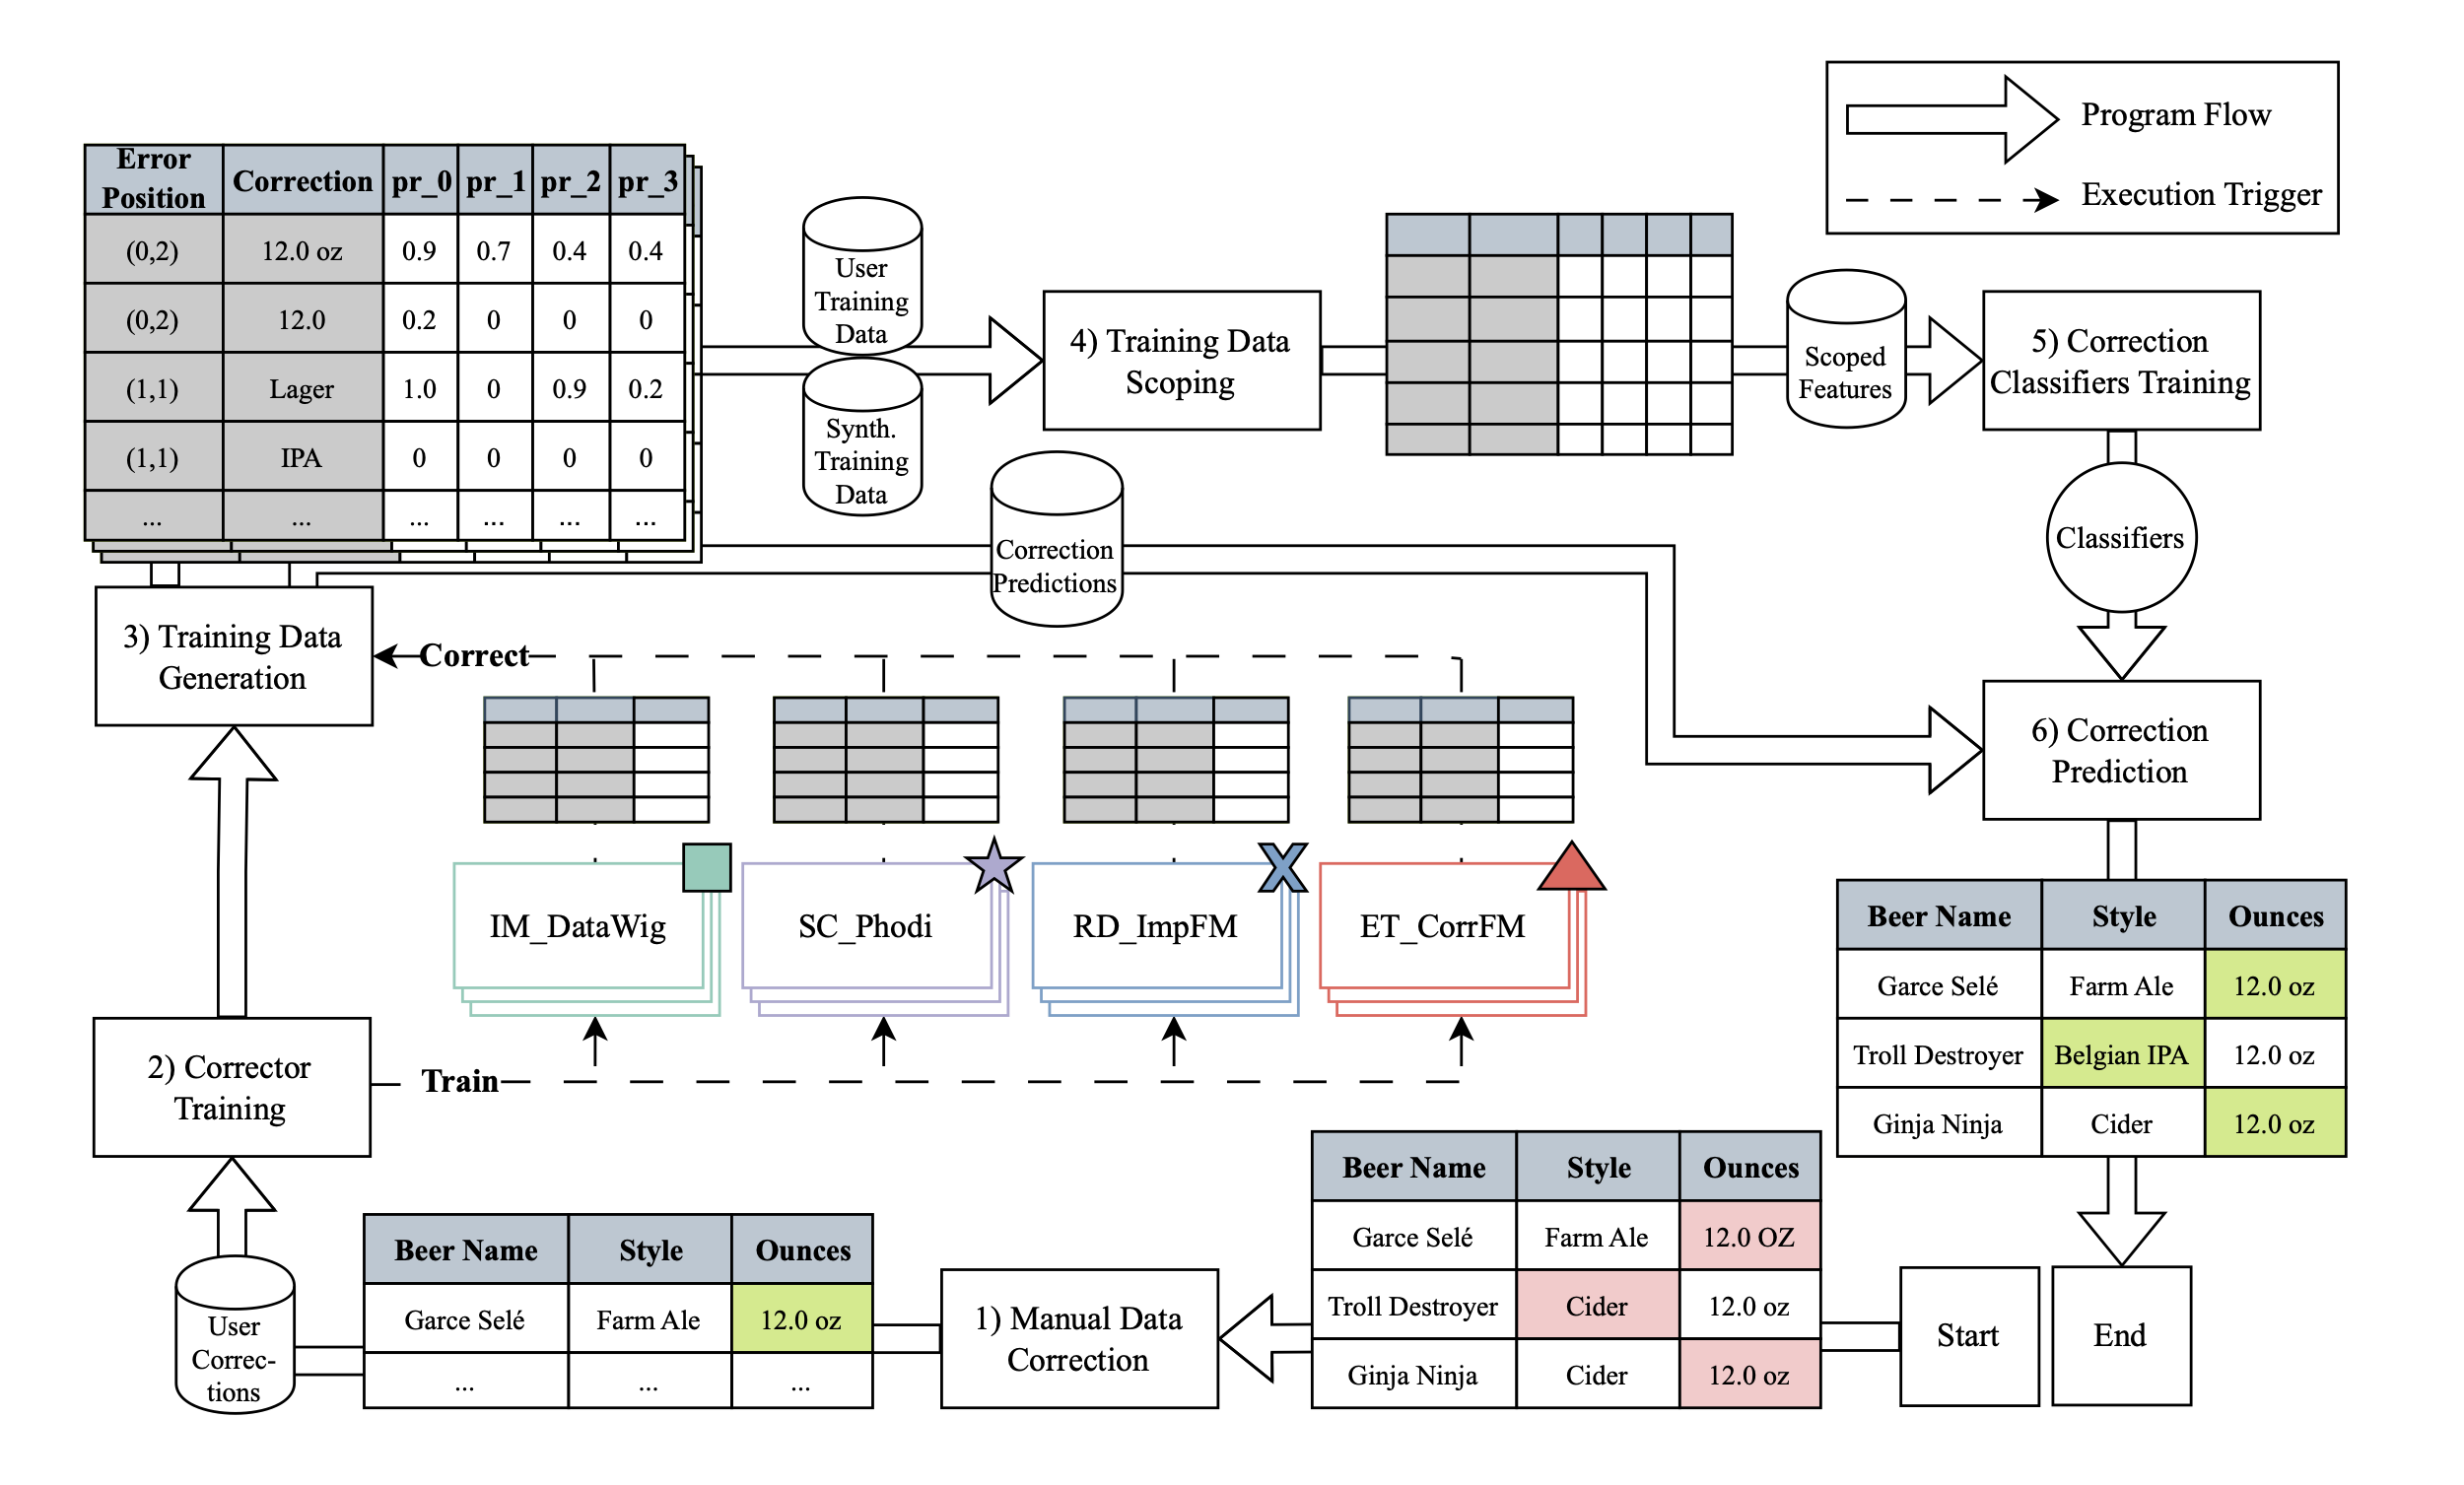 Program Flow
Execution Trigger
Error Position	Correction	pr_0	pr_1	pr_2	pr_3
(0,2)	12.0 oz	0.9	0.7	0.4	0.4
(0,2)	12.0	0.2	0	0	0
(1,1)	Lager	1.0	0	0.9	0.2
(1,1)	IPA	0	0	0	0
...	...	...	...	...	...
User
Training
Data
Synth.
Training
Data
4) Training Data
Scoping
Scoped
Features
5) Correction
Classifiers Training
Classifiers
Correction
Predictions
3) Training Data
Generation
Correct
6) Correction
Prediction
IM_DataWig
SC_Phodi
RD_ImpFM
ET_CorrFM
Train
2) Corrector
Training
Beer Name	Style	Ounces
Garce Selé	Farm Ale	12.0 oz
Troll Destroyer	Belgian IPA	12.0 oz
Ginja Ninja	Cider	12.0 oz
Beer Name	Style	Ounces
Garce Selé	Farm Ale	12.0 OZ
Troll Destroyer	Cider	12.0 oz
Ginja Ninja	Cider	12.0 oz
Start
End
1) Manual Data
Correction
Beer Name	Style	Ounces
Garce Selé	Farm Ale	12.0 oz
...	...	...
User
Correc-
tions